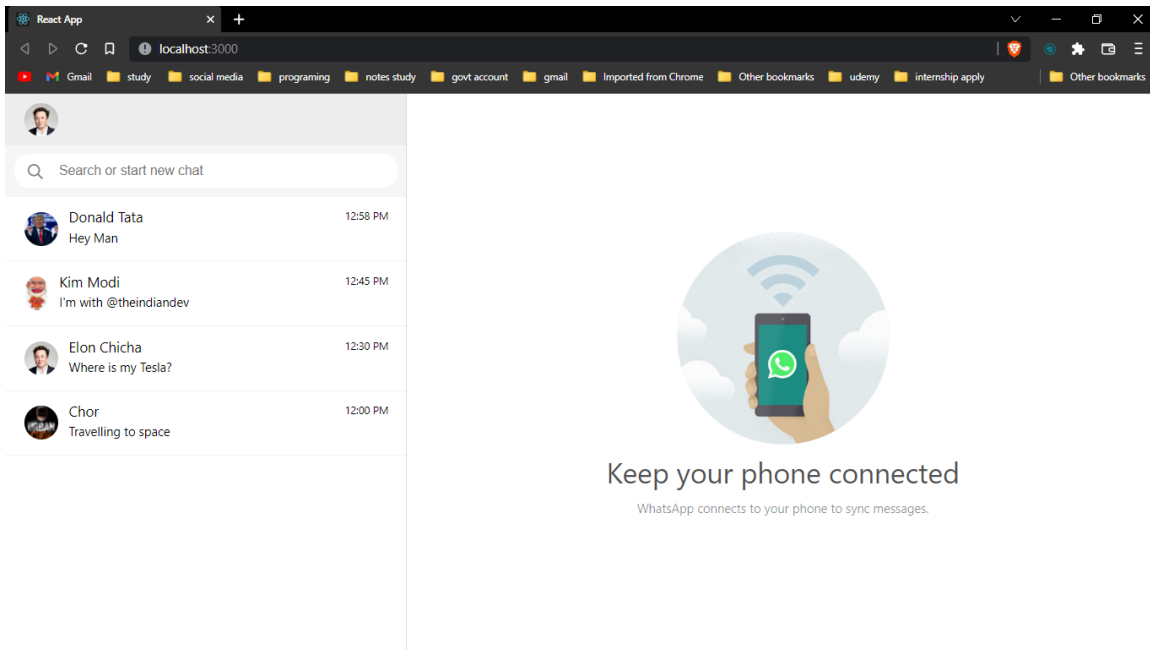 React App
localhost:3000
Gmail study social media programing notes study govt account gmail Imported from Chrome Other bookmarks udemy internship apply Other bookmarks
Search or start new chat
Donald Tata 12:58 PM
Hey Man
Kim Modi 12:45 PM
I'm with @theindiandev
Elon Chicha 12:30 PM
Where is my Tesla?
Chor 12:00 PM
Travelling to space
Keep your phone connected
WhatsApp connects to your phone to sync messages.